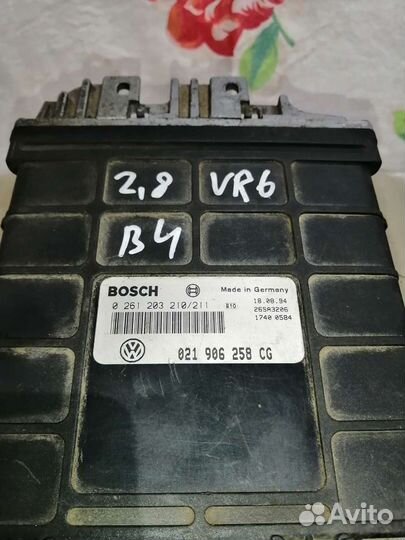 2,8 VR6
B4
BOSCH Made in Germany
0 261 203 210/211 18.08.94
265A3206
1740 0584
VW 021 906 258 CG
Avito